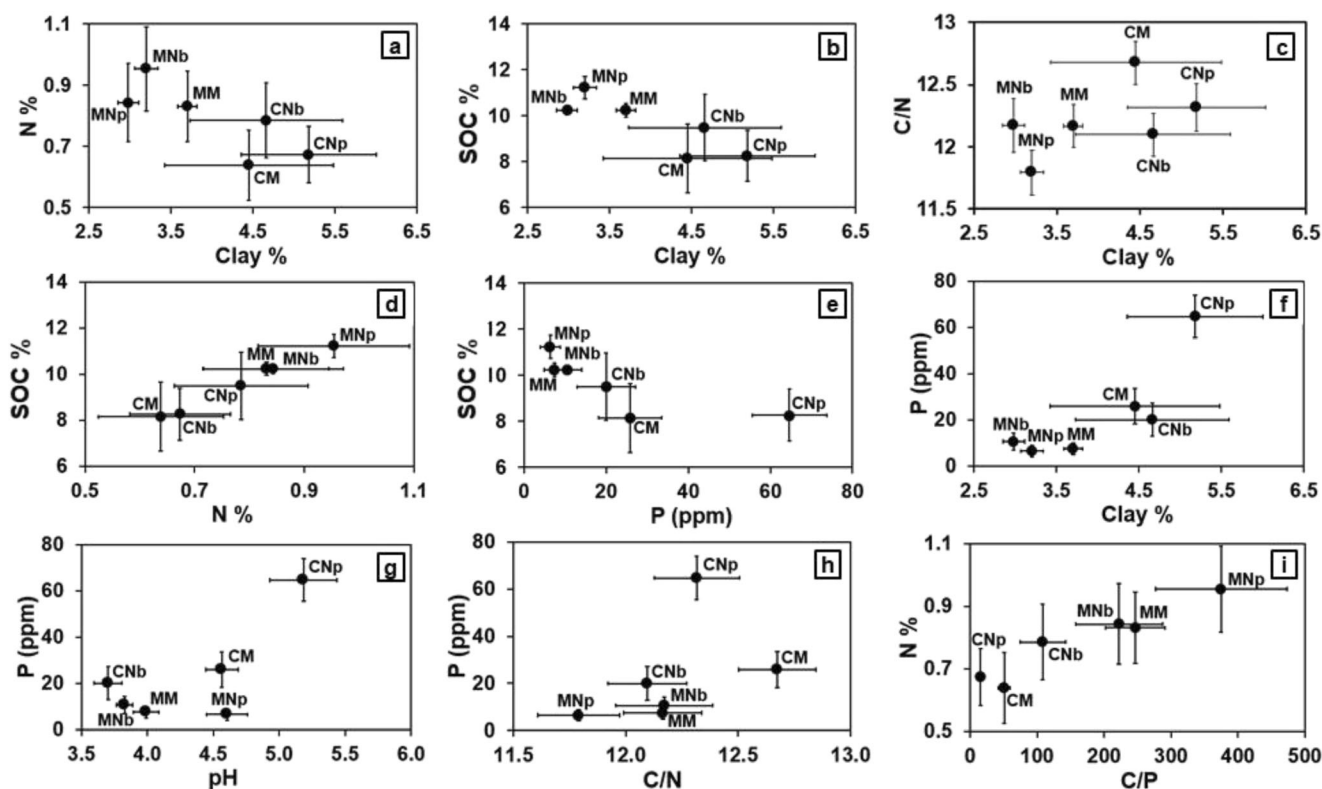 a
N %
1.1
0.9
0.7
0.5
MNb
MNp
MM
CNb
CNp
CM
2.5 3.5 4.5 5.5 6.5
Clay %
b
SOC %
14
12
10
8
6
MNp
MNb
MM
CNb
CNp
CM
2.5 3.5 4.5 5.5 6.5
Clay %
c
C/N
13
12.5
12
11.5
CM
CNp
MNb
MM
MNp
CNb
2.5 3.5 4.5 5.5 6.5
Clay %
d
SOC %
14
12
10
8
6
MNp
MM
MNb
CNp
CM
CNb
0.5 0.7 0.9 1.1
N %
e
SOC %
14
12
10
8
6
MNp
MNb
MM
CNb
CNp
CM
0 20 40 60 80
P (ppm)
f
P (ppm)
80
60
40
20
0
CNp
CM
MNb
MNp
MM
CNb
2.5 3.5 4.5 5.5 6.5
Clay %
g
P (ppm)
80
60
40
20
0
CNp
CNb
CM
MM
MNp
MNb
3.5 4.0 4.5 5.0 5.5 6.0
pH
h
P (ppm)
80
60
40
20
0
CNp
CM
CNb
MNb
MNp
MM
11.5 12.0 12.5 13.0
C/N
i
N %
1.1
0.9
0.7
0.5
MNp
MNb
MM
CNp
CNb
CM
0 100 200 300 400 500
C/P